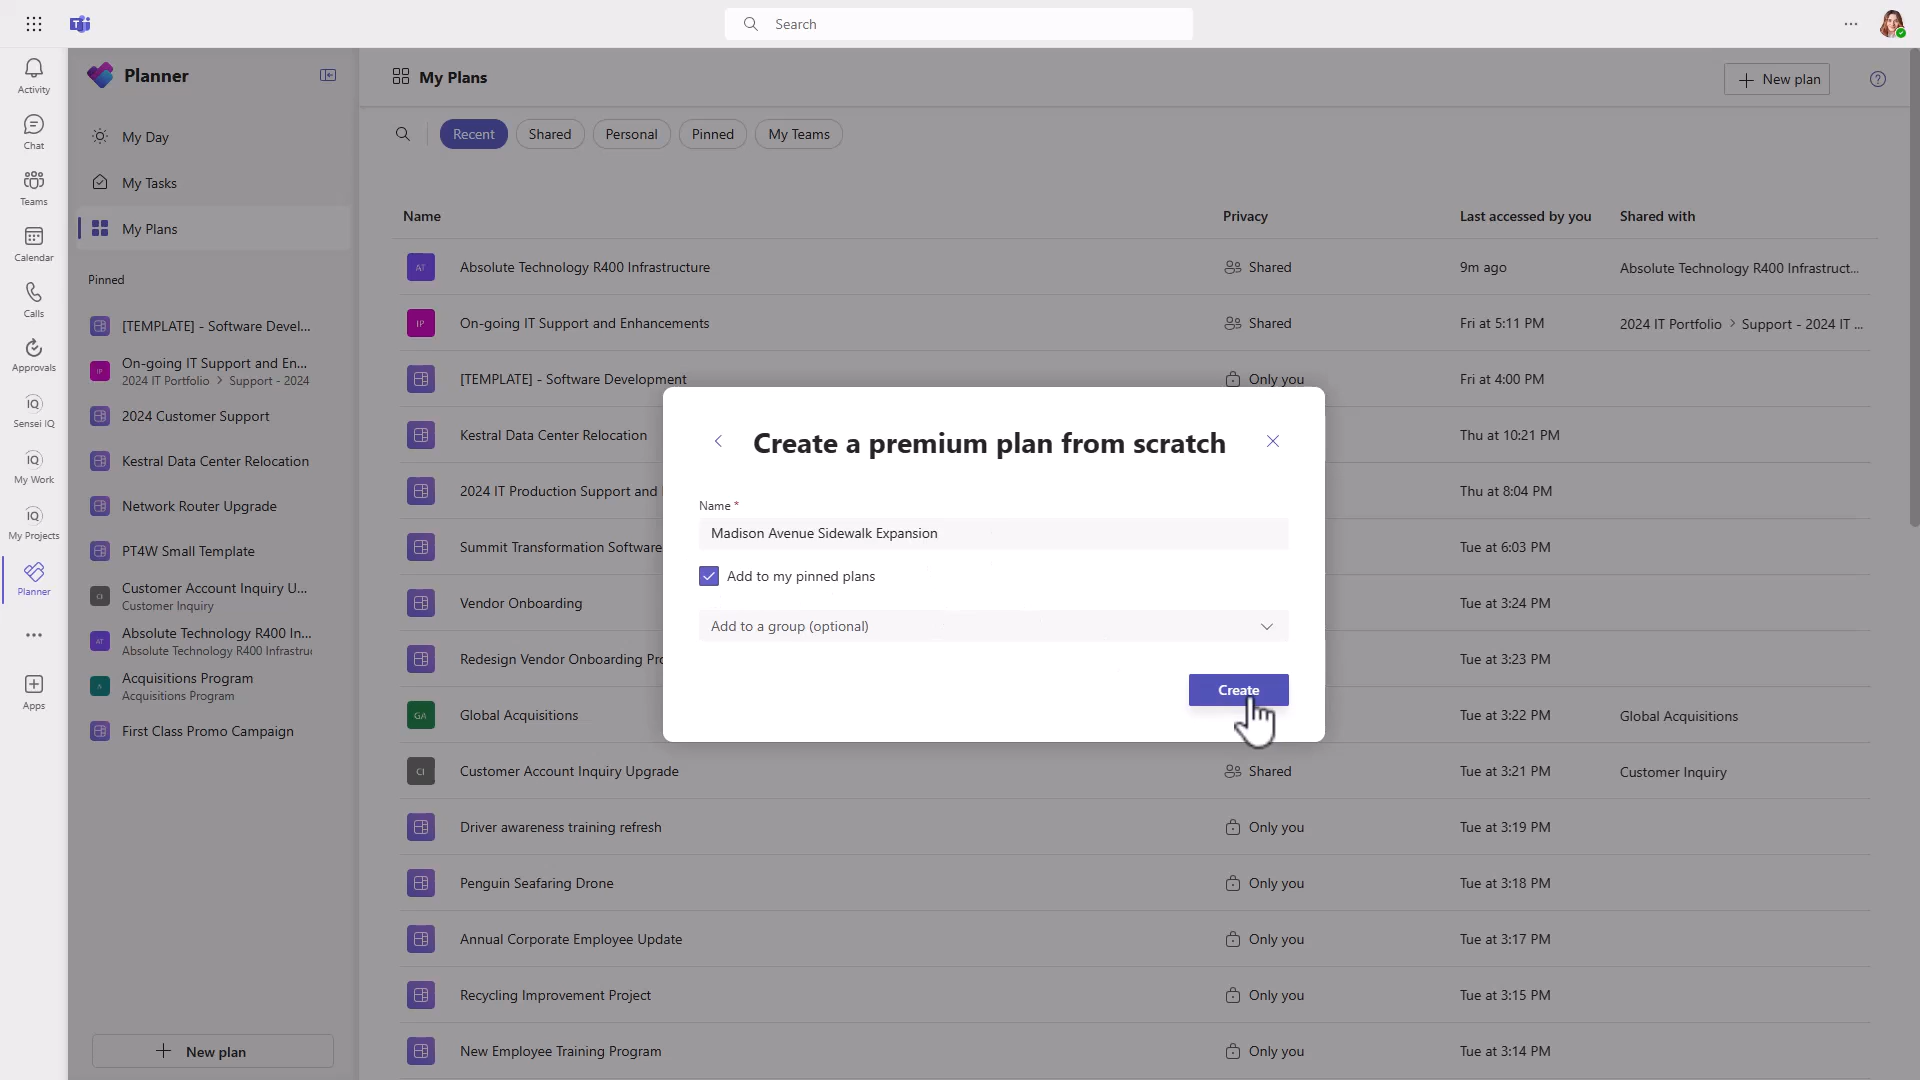 Search
Activity
Chat
Teams
Calendar
Calls
Approvals
IQ
Sensei IQ
IQ
My Work
IQ
My Projects
Planner
Apps
Planner
My Day
My Tasks
My Plans
Pinned
[TEMPLATE] - Software Devel...
IP
On-going IT Support and En...
2024 IT Portfolio > Support - 2024
2024 Customer Support
Kestral Data Center Relocation
Network Router Upgrade
PT4W Small Template
CI
Customer Account Inquiry U...
Customer Inquiry
AT
Absolute Technology R400 In...
Absolute Technology R400 Infrastru
A
Acquisitions Program
Acquisitions Program
First Class Promo Campaign
New plan
My Plans
New plan
Recent Shared Personal Pinned My Teams
Name Privacy Last accessed by you Shared with
AT Absolute Technology R400 Infrastructure Shared 9m ago Absolute Technology R400 Infrastruct...
IP On-going IT Support and Enhancements Shared Fri at 5:11 PM 2024 IT Portfolio > Support - 2024 IT ...
[TEMPLATE] - Software Development Only you Fri at 4:00 PM
Kestral Data Center Relocation Thu at 10:21 PM
2024 IT Production Support and Thu at 8:04 PM
Summit Transformation Software Tue at 6:03 PM
Vendor Onboarding Tue at 3:24 PM
Redesign Vendor Onboarding Tue at 3:23 PM
GA Global Acquisitions Tue at 3:22 PM Global Acquisitions
CI Customer Account Inquiry Upgrade Shared Tue at 3:21 PM Customer Inquiry
Driver awareness training refresh Only you Tue at 3:19 PM
Penguin Seafaring Drone Only you Tue at 3:18 PM
Annual Corporate Employee Update Only you Tue at 3:17 PM
Recycling Improvement Project Only you Tue at 3:15 PM
New Employee Training Program Only you Tue at 3:14 PM
Create a premium plan from scratch
Name *
Madison Avenue Sidewalk Expansion
Add to my pinned plans
Add to a group (optional)
Create